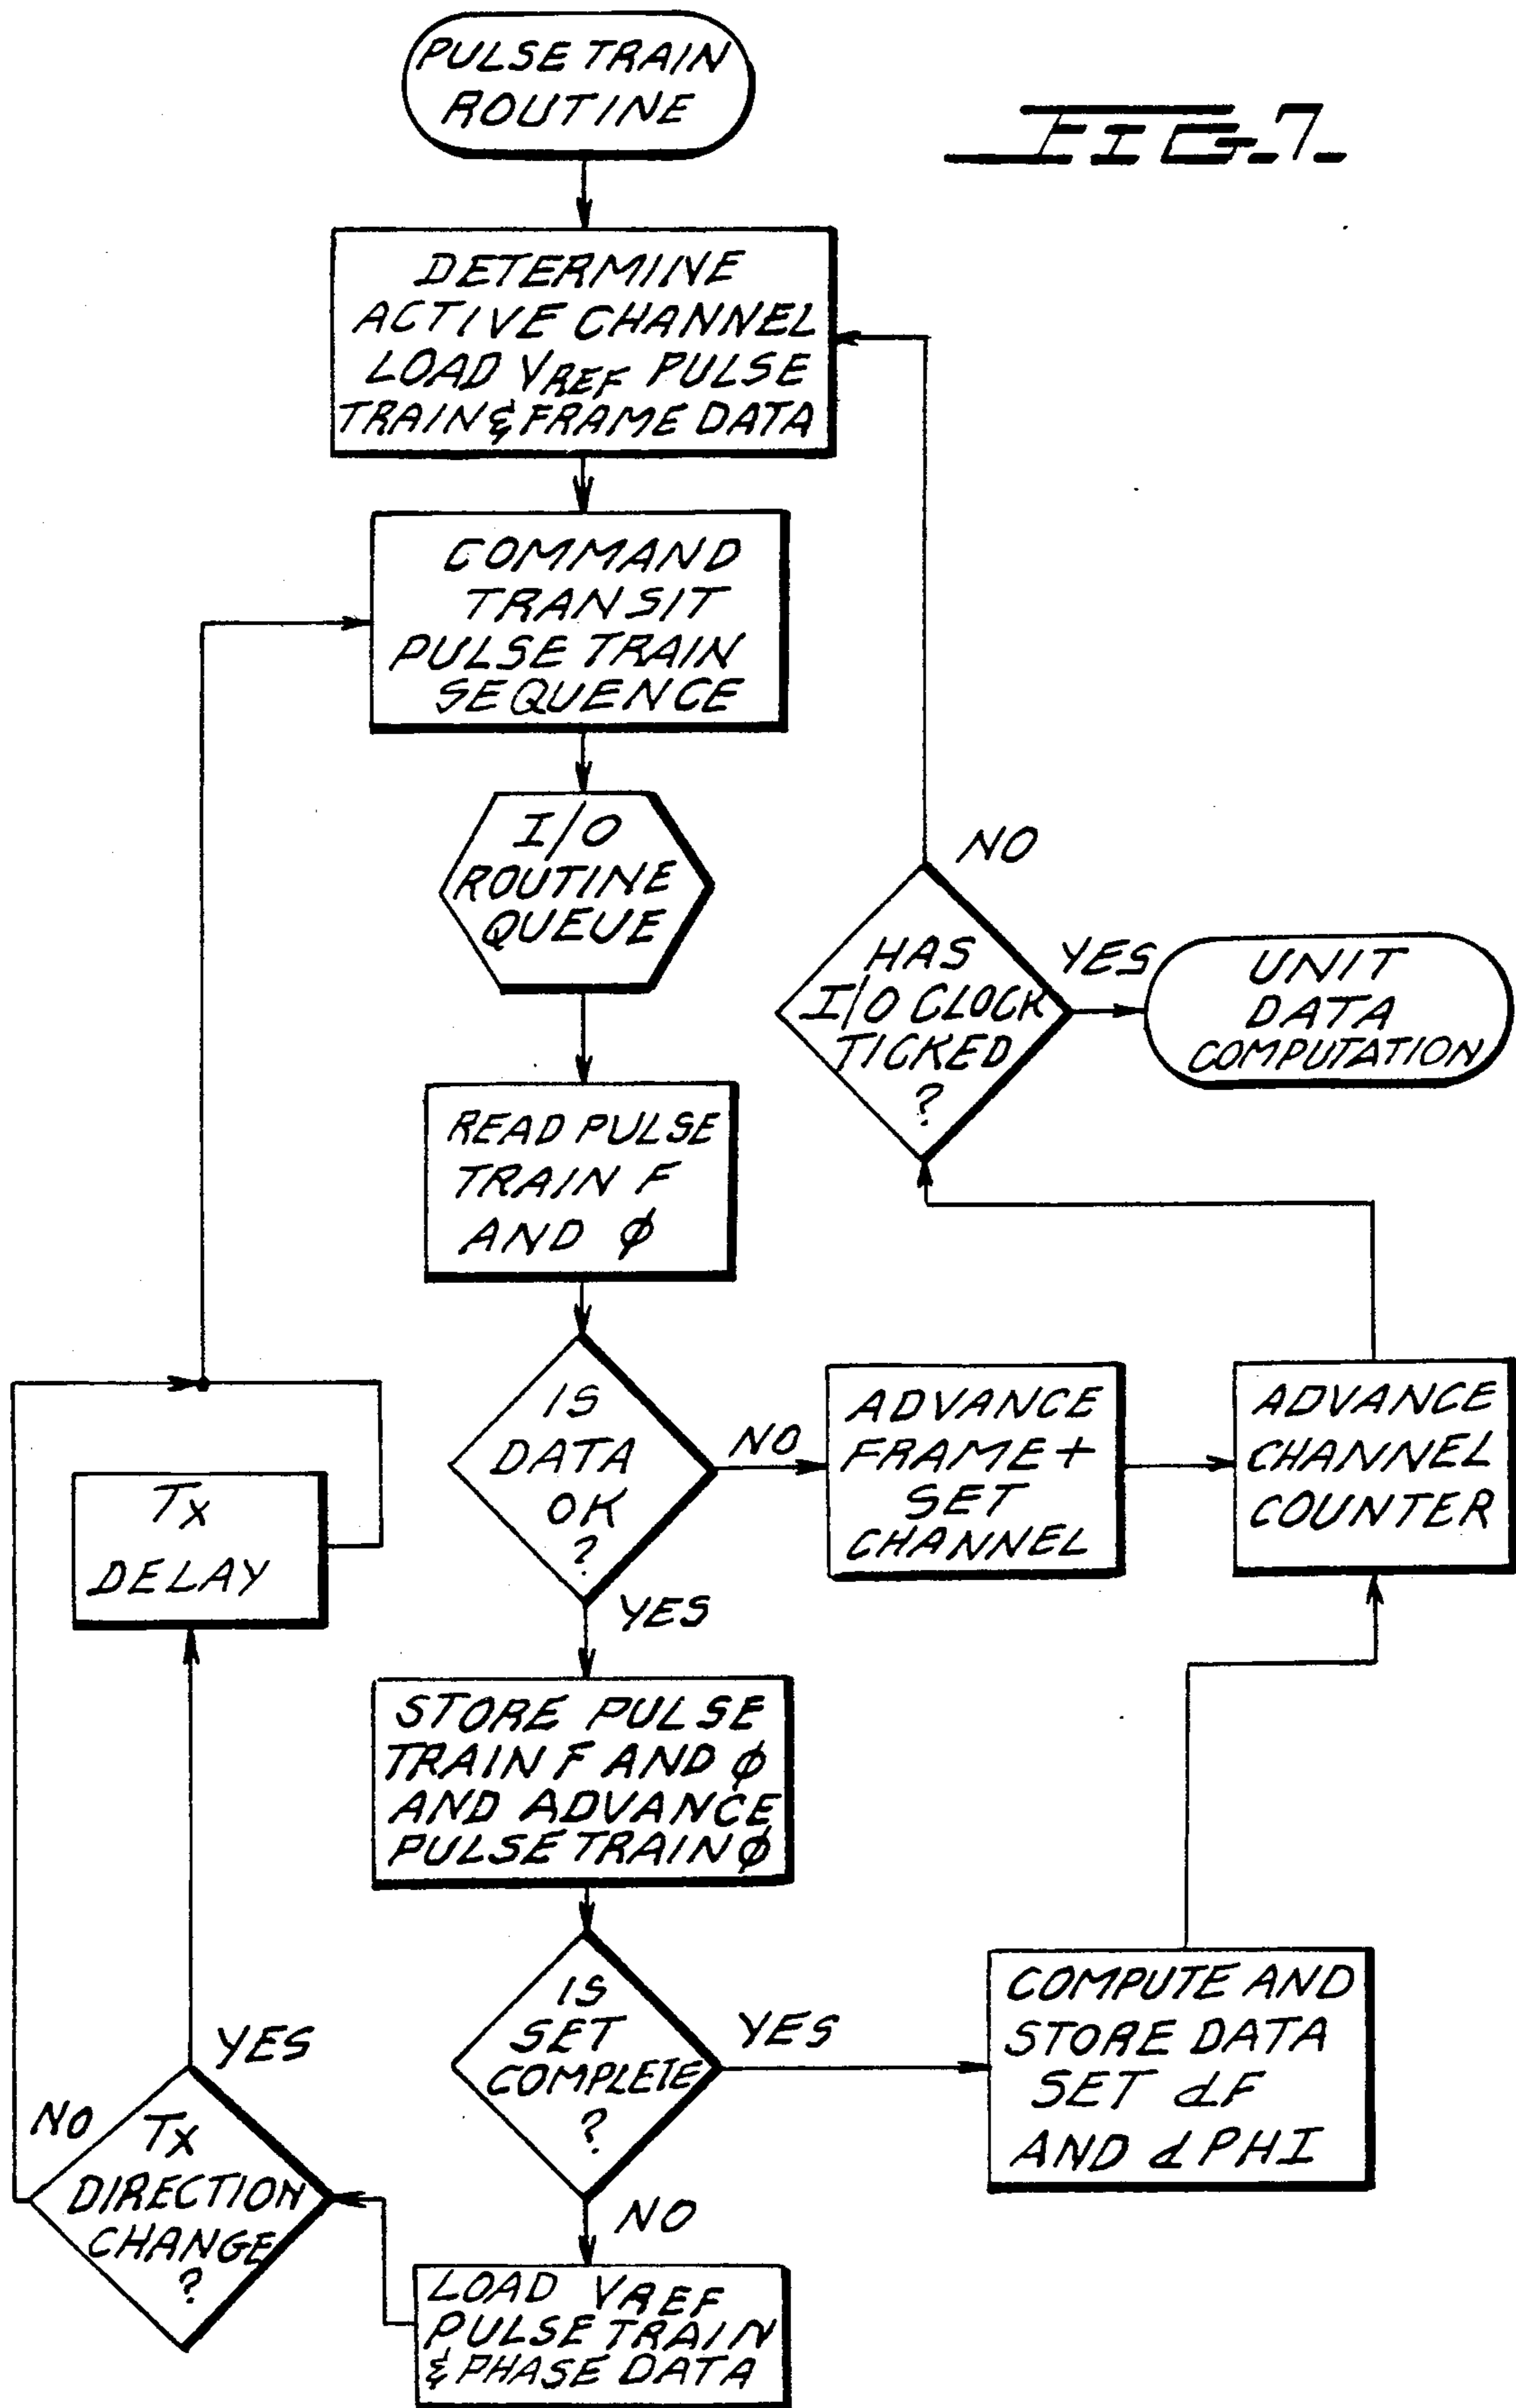 PULSE TRAIN
ROUTINE
FIG-7-
DETERMINE
ACTIVE CHANNEL
LOAD VREF PULSE
TRAIN & FRAME DATA
COMMAND
TRANSIT
PULSE TRAIN
SEQUENCE
I/O
ROUTINE
QUEUE
NO
HAS
I/O CLOCK
TICKED
?
YES
UNIT
DATA
COMPUTATION
READ PULSE
TRAIN F
AND ϕ
IS
DATA
OK
?
NO
ADVANCE
FRAME +
SET
CHANNEL
ADVANCE
CHANNEL
COUNTER
Tx
DELAY
YES
STORE PULSE
TRAIN F AND ϕ
AND ADVANCE
PULSE TRAIN ϕ
IS
SET
COMPLETE
?
YES
COMPUTE AND
STORE DATA
SET dF
AND d PHI
YES
NO
Tx
DIRECTION
CHANGE
?
NO
LOAD VREF
PULSE TRAIN
& PHASE DATA